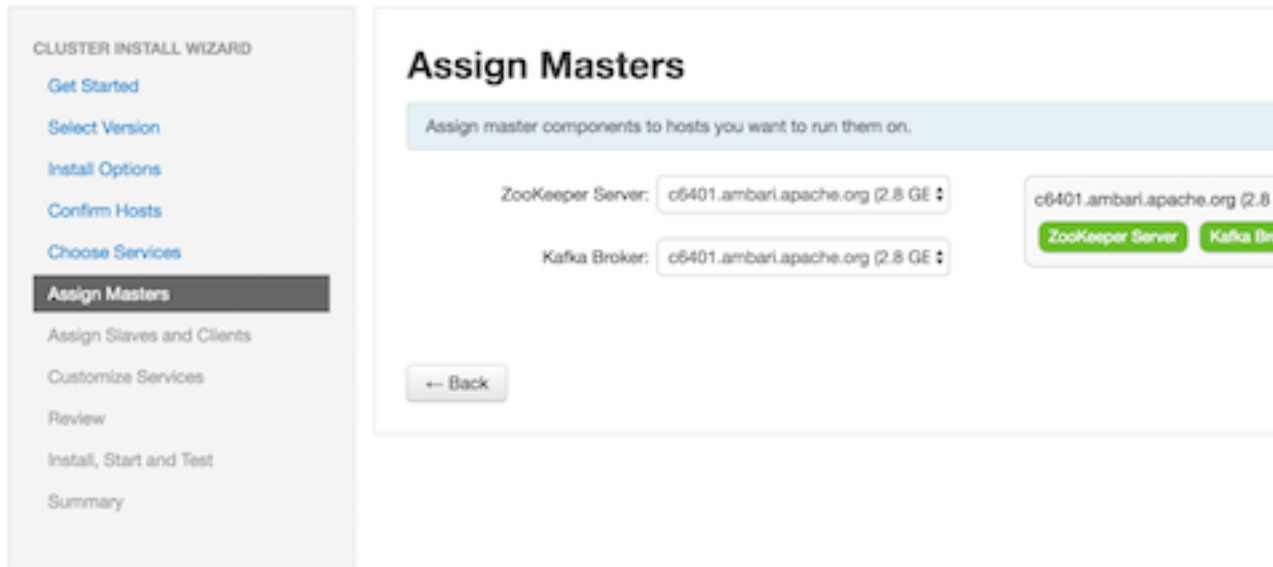 CLUSTER INSTALL WIZARD
Get Started
Select Version
Install Options
Confirm Hosts
Choose Services
Assign Masters
Assign Slaves and Clients
Customize Services
Review
Install, Start and Test
Summary
Assign Masters
Assign master components to hosts you want to run them on.
ZooKeeper Server: c6401.ambari.apache.org (2.8 GE
Kafka Broker: c6401.ambari.apache.org (2.8 GE
c6401.ambari.apache.org (2.8
ZooKeeper Server Kafka Br
← Back